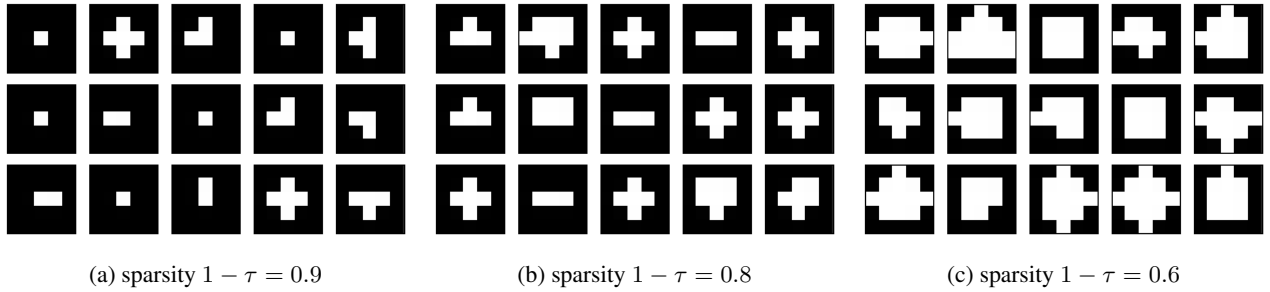 (a) sparsity 1 − τ = 0.9
(b) sparsity 1 − τ = 0.8
(c) sparsity 1 − τ = 0.6